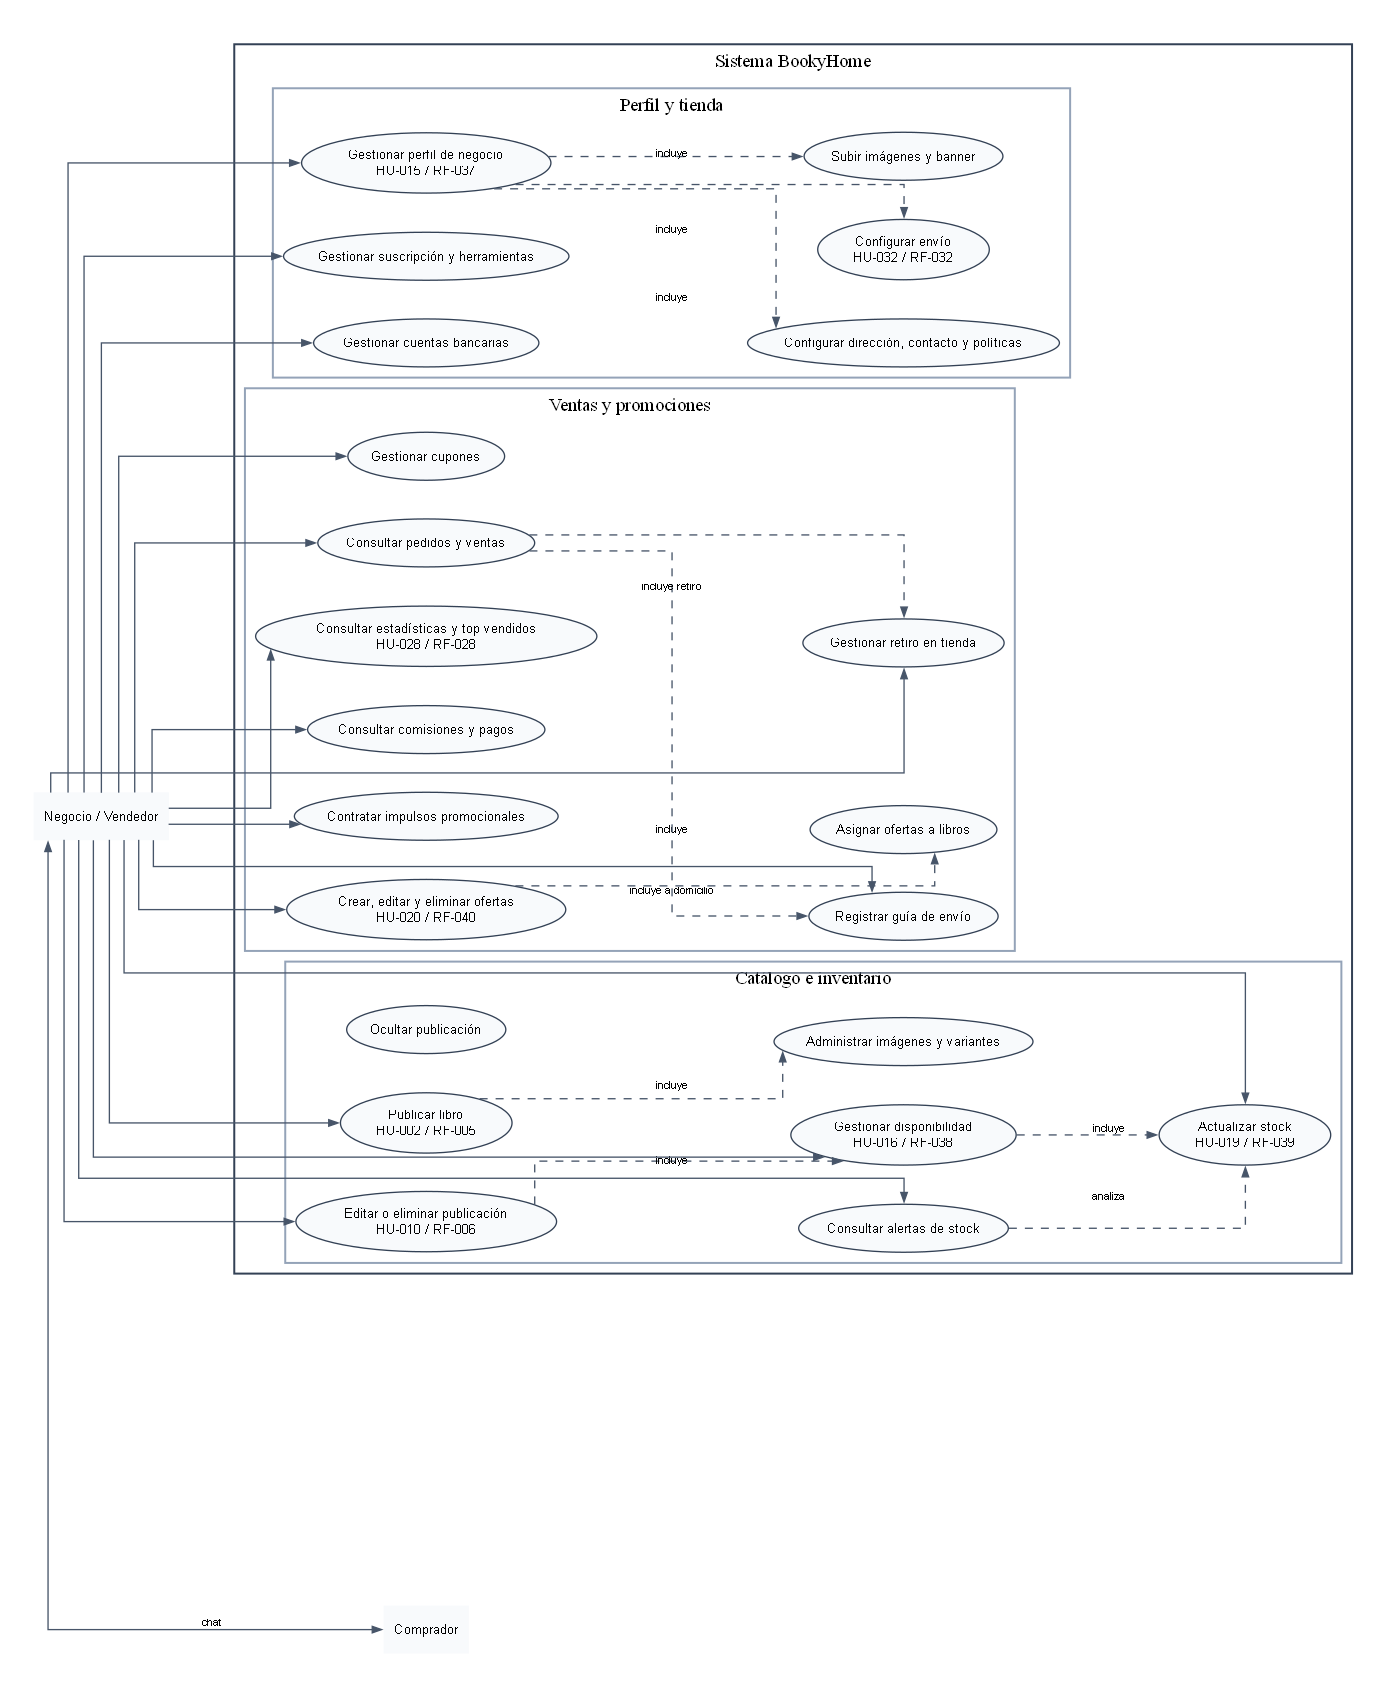 Sistema BookyHome
Perfil y tienda
Gestionar perfil de negocio
HU-015 / RF-037
incluye
Subir imágenes y banner
incluye
Configurar envío
HU-032 / RF-032
Gestionar suscripción y herramientas
incluye
Gestionar cuentas bancarias
Configurar dirección, contacto y políticas
Ventas y promociones
Gestionar cupones
Consultar pedidos y ventas
incluye retiro
Consultar estadísticas y top vendidos
HU-028 / RF-028
Gestionar retiro en tienda
Consultar comisiones y pagos
Negocio / Vendedor
Contratar impulsos promocionales
incluye
Asignar ofertas a libros
incluye a domicilio
Crear, editar y eliminar ofertas
HU-020 / RF-040
Registrar guía de envío
Catálogo e inventario
Ocultar publicación
Administrar imágenes y variantes
incluye
Publicar libro
HU-002 / RF-005
Gestionar disponibilidad
HU-016 / RF-038
incluye
Actualizar stock
HU-019 / RF-039
incluye
analiza
Editar o eliminar publicación
HU-010 / RF-006
Consultar alertas de stock
chat
Comprador